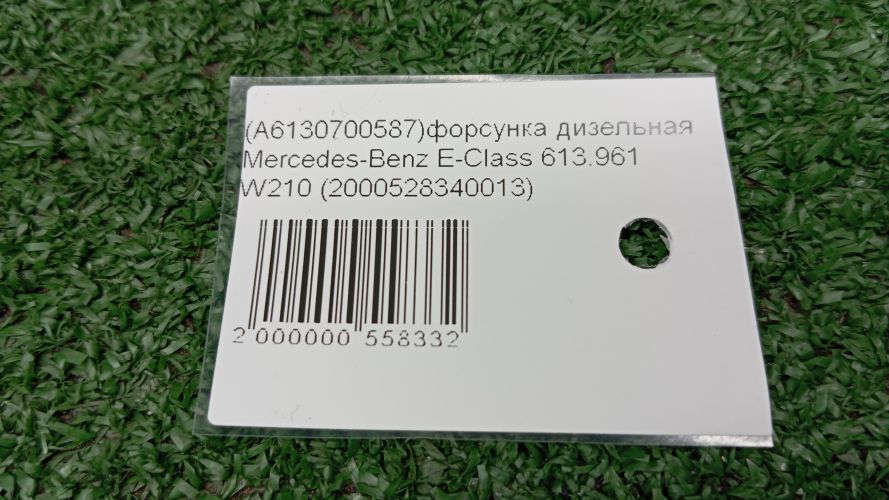 (A6130700587)форсунка дизельная
Mercedes-Benz E-Class 613.961
W210 (2000528340013)
2 000000 558332